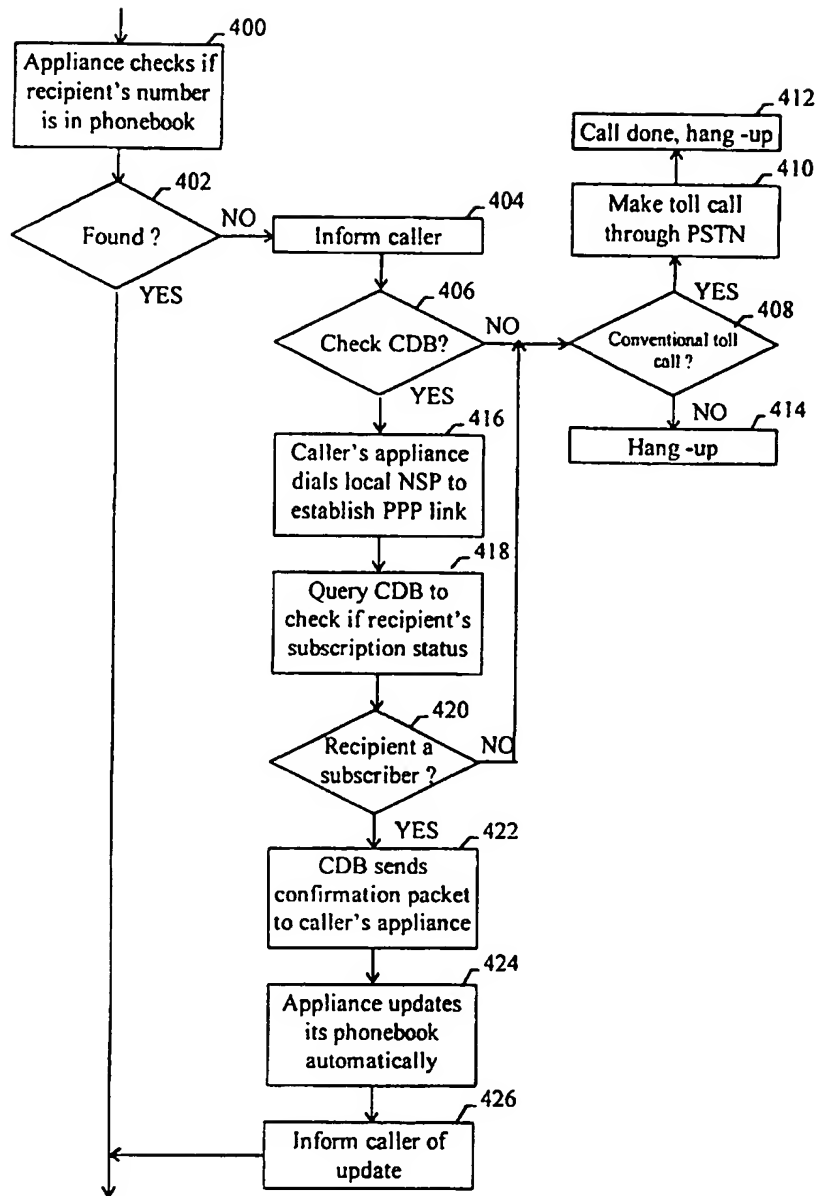 400
Appliance checks if
recipient's number
is in phonebook
402
Found ?
NO
YES
404
Inform caller
406
Check CDB?
NO
YES
412
Call done, hang -up
410
Make toll call
through PSTN
YES
408
Conventional toll
call ?
NO
414
Hang -up
416
Caller's appliance
dials local NSP to
establish PPP link
418
Query CDB to
check if recipient's
subscription status
420
Recipient a
subscriber ?
NO
YES
422
CDB sends
confirmation packet
to caller's appliance
424
Appliance updates
its phonebook
automatically
426
Inform caller of
update